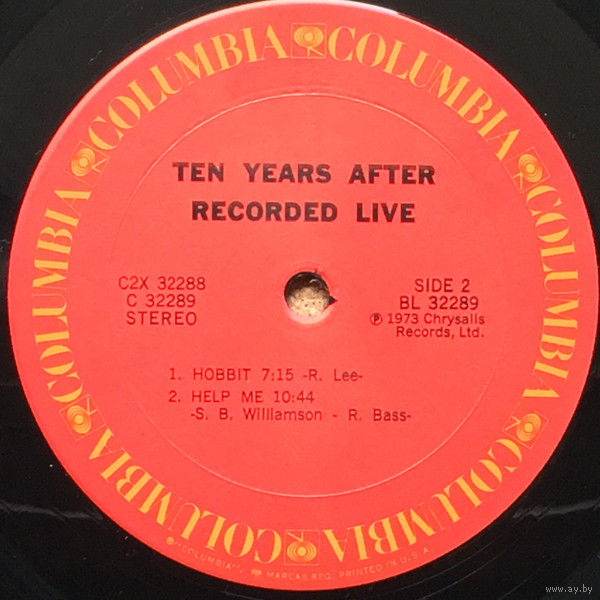 COLUMBIA COLUMBIA COLUMBIA COLUMBIA COLUMBIA COLUMBIA
TEN YEARS AFTER
RECORDED LIVE
C2X 32288
C 32289
STEREO
SIDE 2
BL 32289
℗ 1973 Chrysalis
Records, Ltd.
1. HOBBIT 7:15 -R. Lee-
2. HELP ME 10:44
-S. B. Williamson - R. Bass-
"COLUMBIA", MARCAS REG. PRINTED IN U.S.A.
www.ay.by